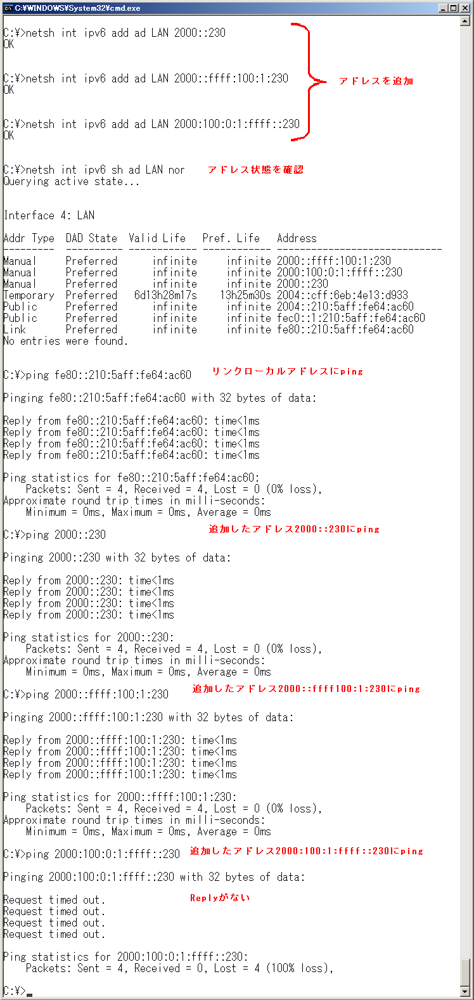 C:¥WINDOWS¥System32¥cmd.exe
C:¥>netsh int ipv6 add ad LAN 2000::230
OK
アドレスを追加
C:¥>netsh int ipv6 add ad LAN 2000::ffff:100:1:230
OK
C:¥>netsh int ipv6 add ad LAN 2000:100:0:1:ffff::230
OK
C:¥>netsh int ipv6 sh ad LAN nor アドレス状態を確認
Querying active state...
Interface 4: LAN
Addr Type DAD State Valid Life Pref. Life Address
--------- ---------- ------------ ------------ -----------------------------
Manual Preferred infinite infinite 2000::ffff:100:1:230
Manual Preferred infinite infinite 2000:100:0:1:ffff::230
Manual Preferred infinite infinite 2000::230
Temporary Preferred 6d13h28m17s 13h25m30s 2004::cff:6eb:4e13:d933
Public Preferred infinite infinite 2004::210:5aff:fe64:ac60
Public Preferred infinite infinite fec0::1:210:5aff:fe64:ac60
Link Preferred infinite infinite fe80::210:5aff:fe64:ac60
No entries were found.
C:¥>ping fe80::210:5aff:fe64:ac60 リンクローカルアドレスにping
Pinging fe80::210:5aff:fe64:ac60 with 32 bytes of data:
Reply from fe80::210:5aff:fe64:ac60: time<1ms
Reply from fe80::210:5aff:fe64:ac60: time<1ms
Reply from fe80::210:5aff:fe64:ac60: time<1ms
Reply from fe80::210:5aff:fe64:ac60: time<1ms
Ping statistics for fe80::210:5aff:fe64:ac60:
Packets: Sent = 4, Received = 4, Lost = 0 (0% loss),
Approximate round trip times in milli-seconds:
Minimum = 0ms, Maximum = 0ms, Average = 0ms
追加したアドレス2000::230にping
C:¥>ping 2000::230
Pinging 2000::230 with 32 bytes of data:
Reply from 2000::230: time<1ms
Reply from 2000::230: time<1ms
Reply from 2000::230: time<1ms
Reply from 2000::230: time<1ms
Ping statistics for 2000::230:
Packets: Sent = 4, Received = 4, Lost = 0 (0% loss),
Approximate round trip times in milli-seconds:
Minimum = 0ms, Maximum = 0ms, Average = 0ms
追加したアドレス2000::ffff100:1:230にping
C:¥>ping 2000::ffff:100:1:230
Pinging 2000::ffff:100:1:230 with 32 bytes of data:
Reply from 2000::ffff:100:1:230: time<1ms
Reply from 2000::ffff:100:1:230: time<1ms
Reply from 2000::ffff:100:1:230: time<1ms
Reply from 2000::ffff:100:1:230: time<1ms
Ping statistics for 2000::ffff:100:1:230:
Packets: Sent = 4, Received = 4, Lost = 0 (0% loss),
Approximate round trip times in milli-seconds:
Minimum = 0ms, Maximum = 0ms, Average = 0ms
C:¥>ping 2000:100:0:1:ffff::230 追加したアドレス2000:100:1:ffff::230にping
Pinging 2000:100:0:1:ffff::230 with 32 bytes of data:
Request timed out. Replyがない
Request timed out.
Request timed out.
Request timed out.
Ping statistics for 2000:100:0:1:ffff::230:
Packets: Sent = 4, Received = 0, Lost = 4 (100% loss),
C:¥>